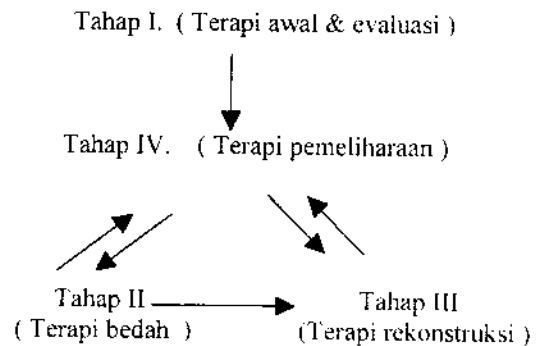 Tahap I. ( Terapi awal & evaluasi )
Tahap IV. ( Terapi pemeliharaan )
Tahap II
( Terapi bedah )
Tahap III
(Terapi rekonstruksi )